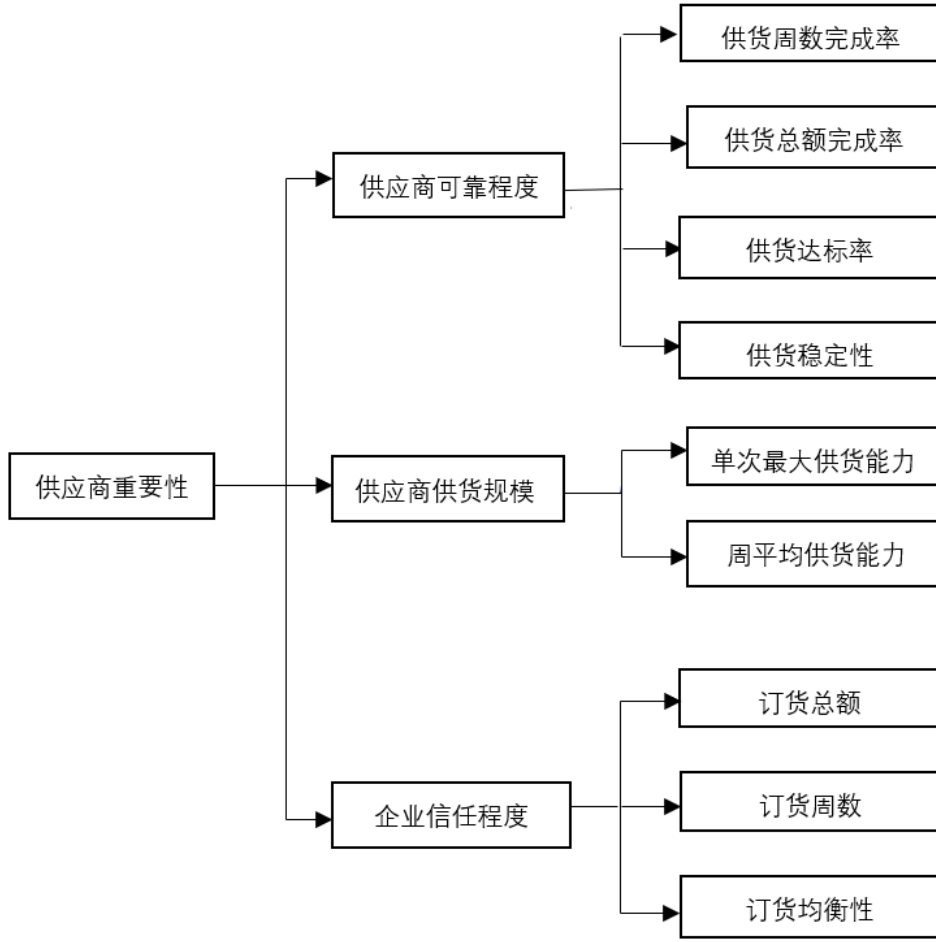 供应商重要性
供应商可靠程度
供货周数完成率
供货总额完成率
供货达标率
供货稳定性
供应商供货规模
单次最大供货能力
周平均供货能力
企业信任程度
订货总额
订货周数
订货均衡性